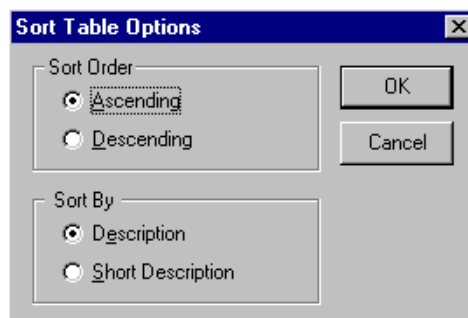 Sort Table Options
Sort Order
Ascending
Descending
OK
Cancel
Sort By
Description
Short Description